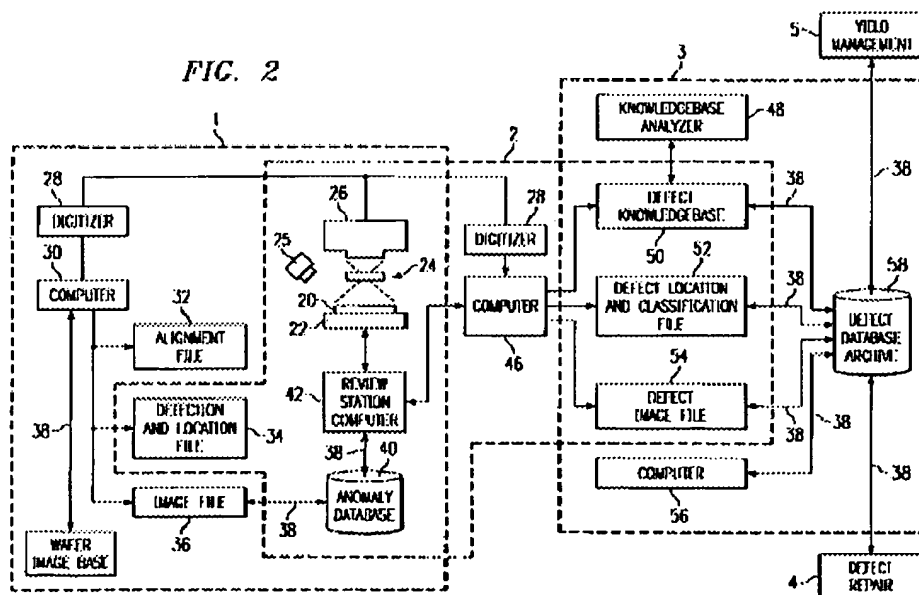 FIG. 2
5
YIELD
MANAGEMENT
3
1
KNOWLEDGEBASE
ANALYZER
48
2
38
28
DIGITIZER
26
28
DIGITIZER
DEFECT
KNOWLEDGEBASE
38
50
25
24
30
COMPUTER
20
22
COMPUTER
46
52
DEFECT LOCATION
AND CLASSIFICATION
FILE
38
58
DEFECT
DATABASE
ARCHIVE
32
ALIGNMENT
FILE
42
REVIEW
STATION
COMPUTER
54
DEFECT
IMAGE FILE
38
38
38
DETECTION
AND LOCATION
FILE
34
38
40
ANOMALY
DATABASE
38
IMAGE FILE
36
38
COMPUTER
56
WAFER
IMAGE BASE
4
DEFECT
REPAIR